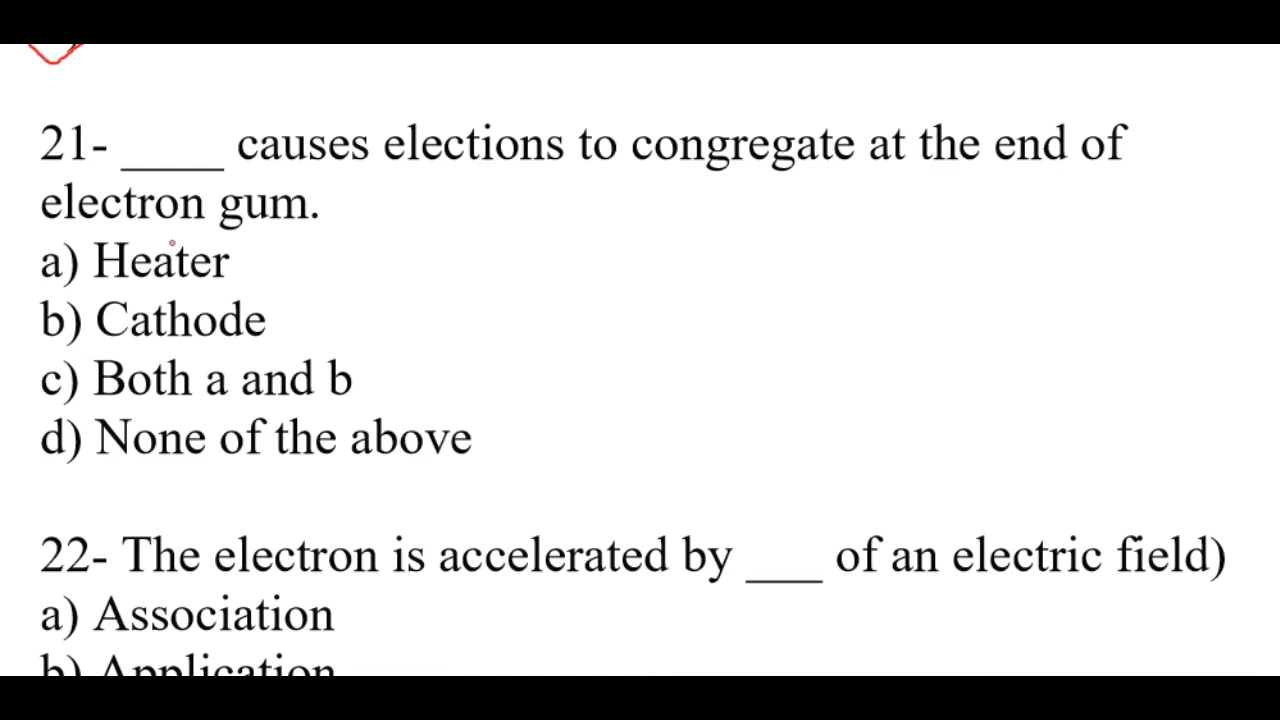 21- ____ causes elections to congregate at the end of
electron gum.
a) Heater
b) Cathode
c) Both a and b
d) None of the above
22- The electron is accelerated by ___ of an electric field)
a) Association
b) Application